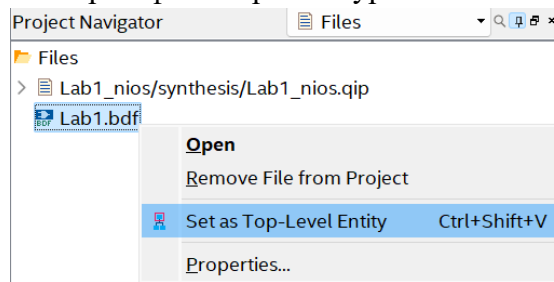 Project Navigator Files
Files
Lab1_nios/synthesis/Lab1_nios.qip
BDF Lab1.bdf
Open
Remove File from Project
Set as Top-Level Entity Ctrl+Shift+V
Properties...